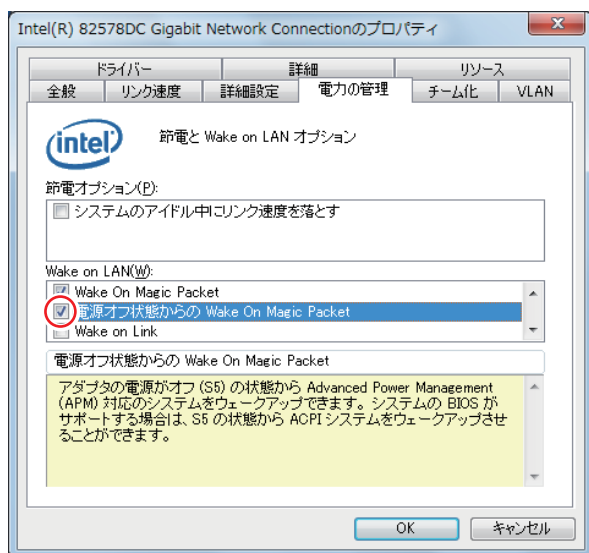 Intel(R) 82578DC Gigabit Network Connectionのプロパティ
ドライバー 詳細 リソース
全般 リンク速度 詳細設定 電力の管理 チーム化 VLAN
intel 節電と Wake on LAN オプション
節電オプション(P):
システムのアイドル中にリンク速度を落とす
Wake on LAN(W):
Wake On Magic Packet
電源オフ状態からの Wake On Magic Packet
Wake on Link
電源オフ状態からの Wake On Magic Packet
アダプタの電源がオフ (S5) の状態から Advanced Power Management
(APM) 対応のシステムをウェークアップできます。システムの BIOS が
サポートする場合は、S5 の状態から ACPI システムをウェークアップさせ
ることができます。
OK キャンセル